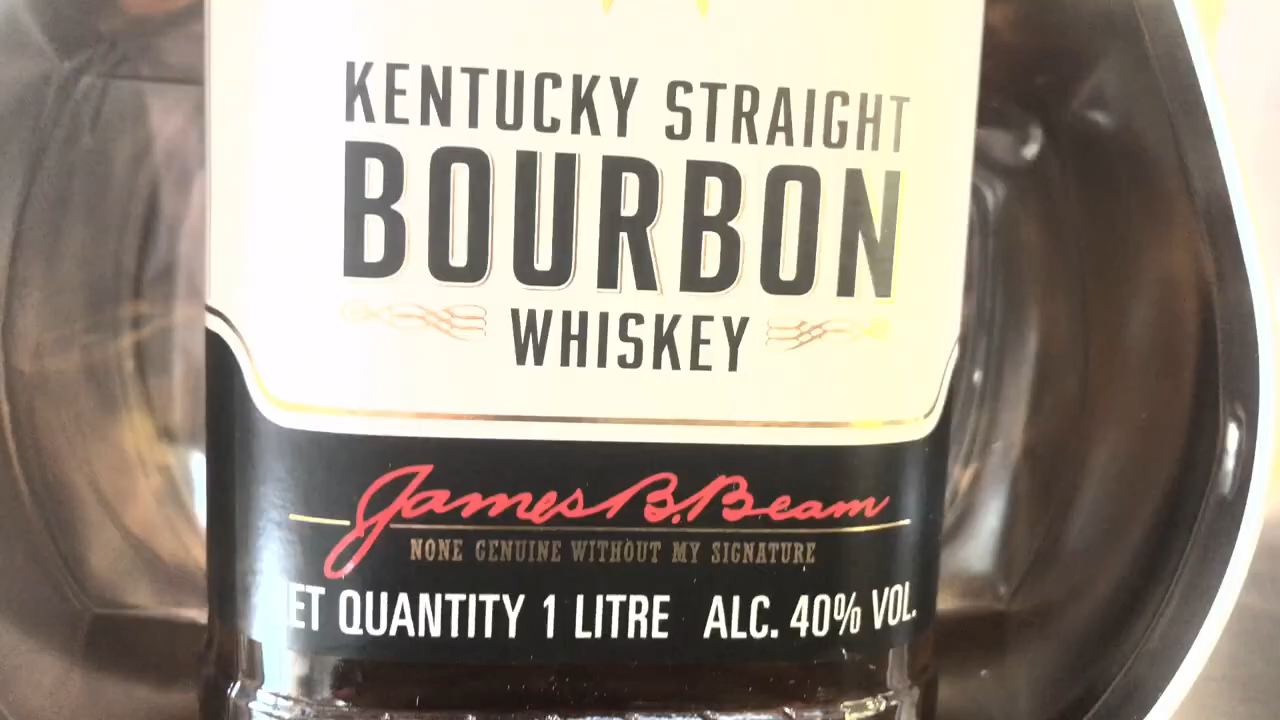 KENTUCKY STRAIGHT
BOURBON
WHISKEY
James B. Beam
NONE GENUINE WITHOUT MY SIGNATURE
ET QUANTITY 1 LITRE ALC. 40% VOL.